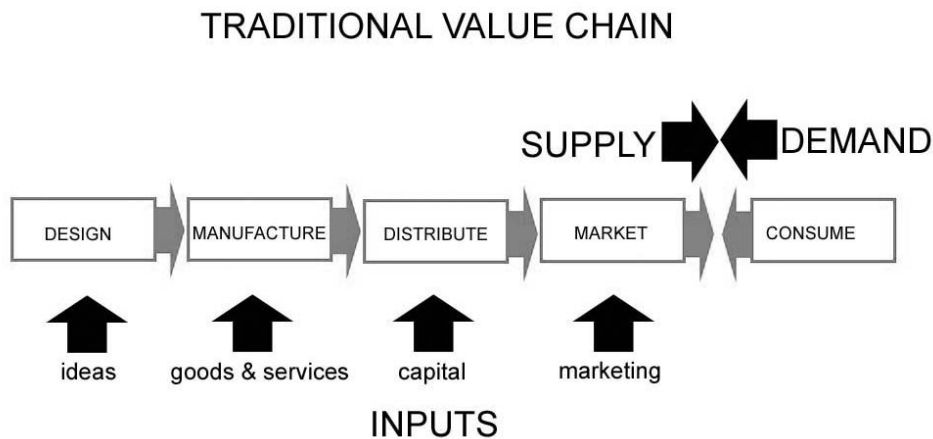 TRADITIONAL VALUE CHAIN
SUPPLY DEMAND
DESIGN MANUFACTURE DISTRIBUTE MARKET CONSUME
ideas goods & services capital marketing
INPUTS